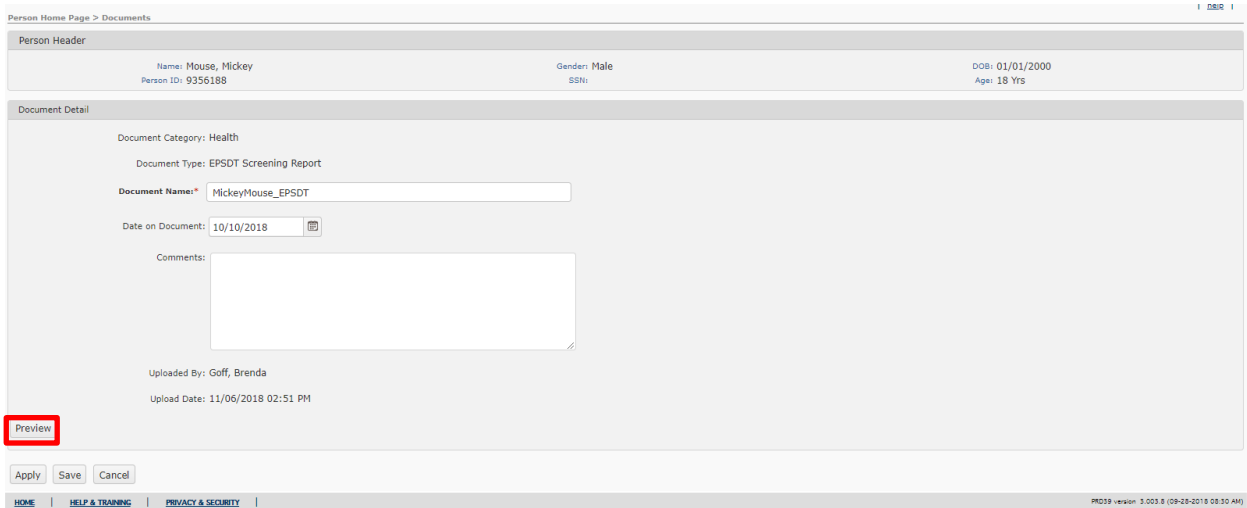 | help |
Person Home Page > Documents
Person Header
Name: Mouse, Mickey Gender: Male DOB: 01/01/2000
Person ID: 9356188 SSN: Age: 18 Yrs
Document Detail
Document Category: Health
Document Type: EPSDT Screening Report
Document Name:* MickeyMouse_EPSDT
Date on Document: 10/10/2018
Comments:
Uploaded By: Goff, Brenda
Upload Date: 11/06/2018 02:51 PM
Preview
Apply Save Cancel
HOME | HELP & TRAINING | PRIVACY & SECURITY | PRD39 version 3.003.8 (09-28-2018 08:30 AM)